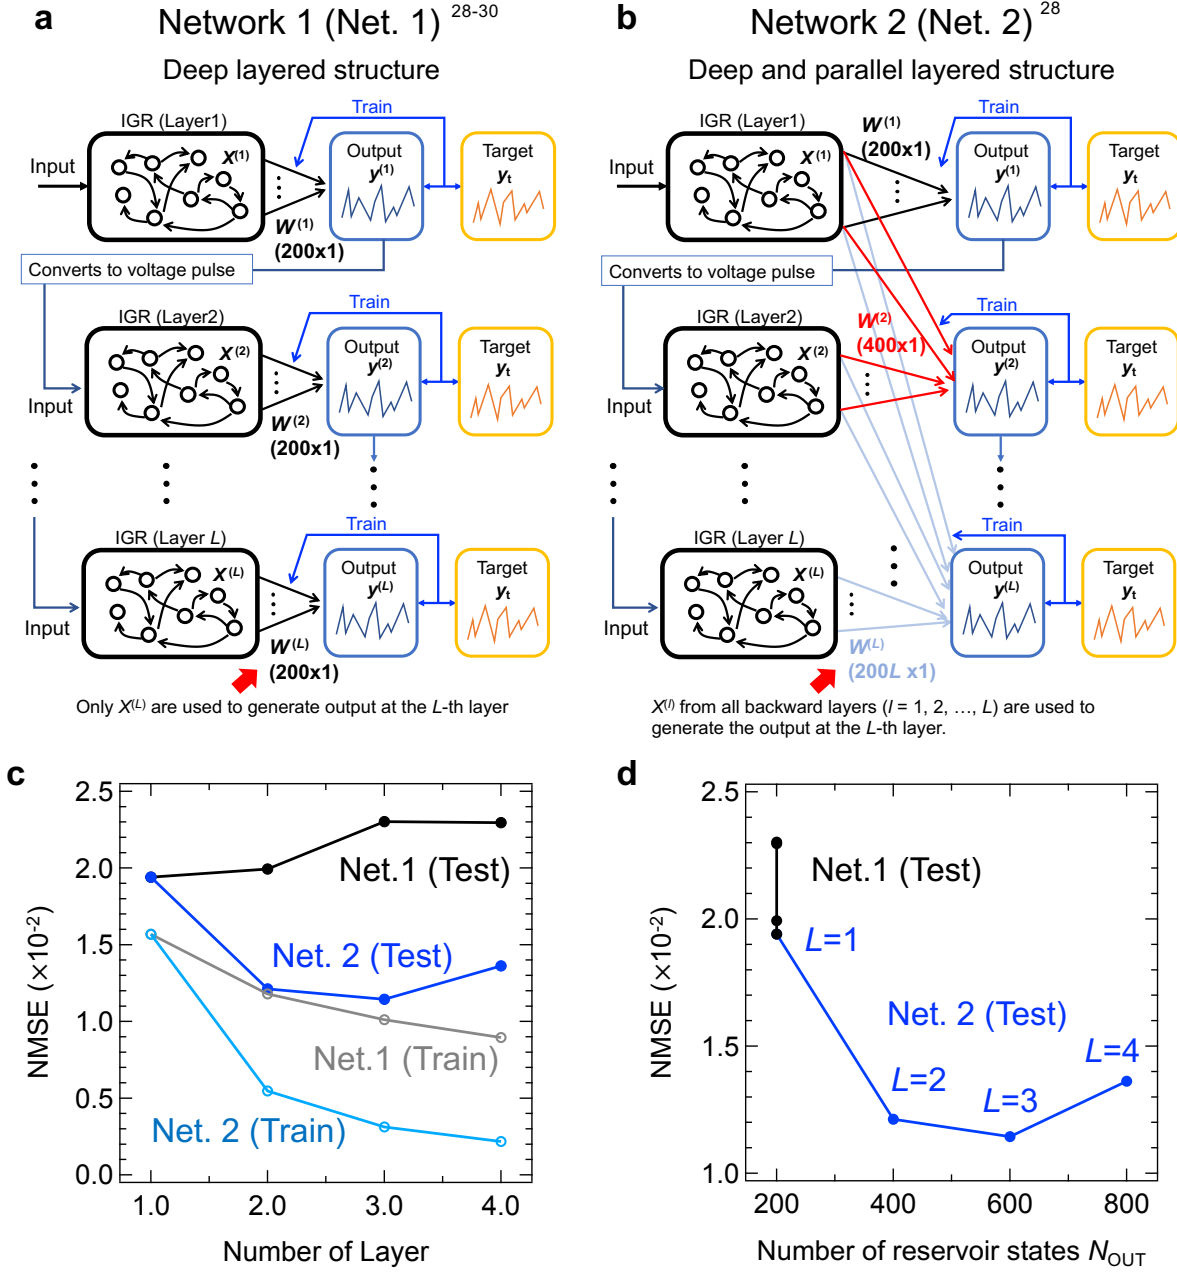 a
Network 1 (Net. 1) 28-30
Deep layered structure
IGR (Layer1)
Train
Input
X(1)
Output
y(1)
Target
yt
W(1)
(200x1)
Converts to voltage pulse
IGR (Layer2)
Train
Input
X(2)
Output
y(2)
Target
yt
W(2)
(200x1)
IGR (Layer L)
Train
Input
X(L)
Output
y(L)
Target
yt
W(L)
(200x1)
Only X(L) are used to generate output at the L-th layer
b
Network 2 (Net. 2) 28
Deep and parallel layered structure
IGR (Layer1)
Train
W(1)
(200x1)
Input
X(1)
Output
y(1)
Target
yt
Converts to voltage pulse
IGR (Layer2)
Train
W(2)
(400x1)
Input
X(2)
Output
y(2)
Target
yt
IGR (Layer L)
Train
Input
X(L)
Output
y(L)
Target
yt
W(L)
(200L x1)
X(l) from all backward layers (l = 1, 2, …, L) are used to
generate the output at the L-th layer.
c
NMSE (×10-2)
2.5
2.0
1.5
1.0
0.5
0.0
Net.1 (Test)
Net. 2 (Test)
Net.1 (Train)
Net. 2 (Train)
1.0 2.0 3.0 4.0
Number of Layer
d
NMSE (×10-2)
2.5
2.0
1.5
1.0
Net.1 (Test)
L=1
Net. 2 (Test)
L=2
L=3
L=4
200 400 600 800
Number of reservoir states NOUT